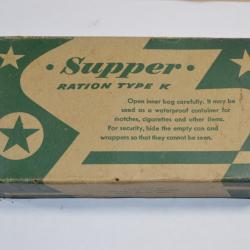 • Supper •
RATION TYPE K
Open inner bag carefully. It may be
used as a waterproof container for
matches, cigarettes and other items.
For security, hide the empty can and
wrappers so that they cannot be seen.